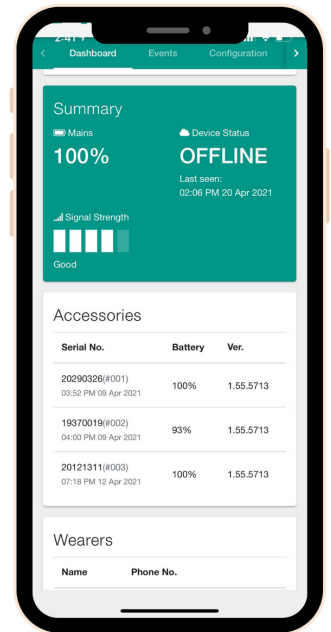 2:41
Dashboard Events Configuration
Summary
Mains Device Status
100% OFFLINE
Last seen:
02:06 PM 20 Apr 2021
Signal Strength
Good
Accessories
Serial No. Battery Ver.
20290326(#001) 100% 1.55.5713
03:52 PM 09 Apr 2021
19370019(#002) 93% 1.55.5713
04:00 PM 09 Apr 2021
20121311(#003) 100% 1.55.5713
07:18 PM 12 Apr 2021
Wearers
Name Phone No.